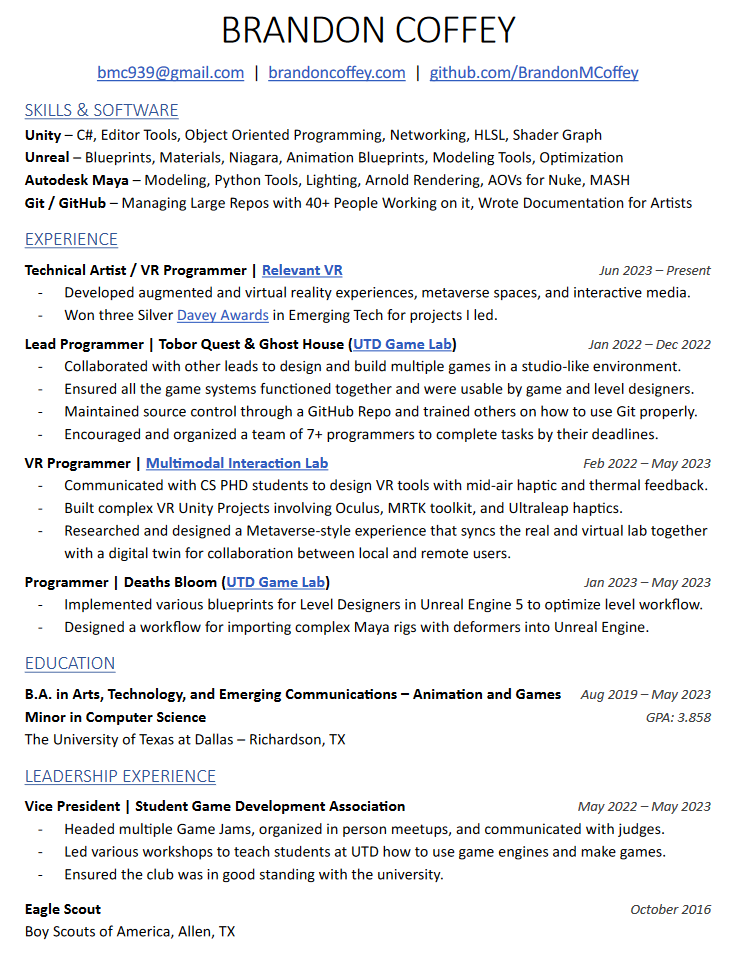 BRANDON COFFEY
bmc939@gmail.com | brandoncoffey.com | github.com/BrandonMCoffey
SKILLS & SOFTWARE
Unity – C#, Editor Tools, Object Oriented Programming, Networking, HLSL, Shader Graph
Unreal – Blueprints, Materials, Niagara, Animation Blueprints, Modeling Tools, Optimization
Autodesk Maya – Modeling, Python Tools, Lighting, Arnold Rendering, AOVs for Nuke, MASH
Git / GitHub – Managing Large Repos with 40+ People Working on it, Wrote Documentation for Artists
EXPERIENCE
Technical Artist / VR Programmer | Relevant VR Jun 2023 – Present
- Developed augmented and virtual reality experiences, metaverse spaces, and interactive media.
- Won three Silver Davey Awards in Emerging Tech for projects I led.
Lead Programmer | Tobor Quest & Ghost House (UTD Game Lab) Jan 2022 – Dec 2022
- Collaborated with other leads to design and build multiple games in a studio-like environment.
- Ensured all the game systems functioned together and were usable by game and level designers.
- Maintained source control through a GitHub Repo and trained others on how to use Git properly.
- Encouraged and organized a team of 7+ programmers to complete tasks by their deadlines.
VR Programmer | Multimodal Interaction Lab Feb 2022 – May 2023
- Communicated with CS PHD students to design VR tools with mid-air haptic and thermal feedback.
- Built complex VR Unity Projects involving Oculus, MRTK toolkit, and Ultraleap haptics.
- Researched and designed a Metaverse-style experience that syncs the real and virtual lab together
with a digital twin for collaboration between local and remote users.
Programmer | Deaths Bloom (UTD Game Lab) Jan 2023 – May 2023
- Implemented various blueprints for Level Designers in Unreal Engine 5 to optimize level workflow.
- Designed a workflow for importing complex Maya rigs with deformers into Unreal Engine.
EDUCATION
B.A. in Arts, Technology, and Emerging Communications – Animation and Games Aug 2019 – May 2023
Minor in Computer Science GPA: 3.858
The University of Texas at Dallas – Richardson, TX
LEADERSHIP EXPERIENCE
Vice President | Student Game Development Association May 2022 – May 2023
- Headed multiple Game Jams, organized in person meetups, and communicated with judges.
- Led various workshops to teach students at UTD how to use game engines and make games.
- Ensured the club was in good standing with the university.
Eagle Scout October 2016
Boy Scouts of America, Allen, TX